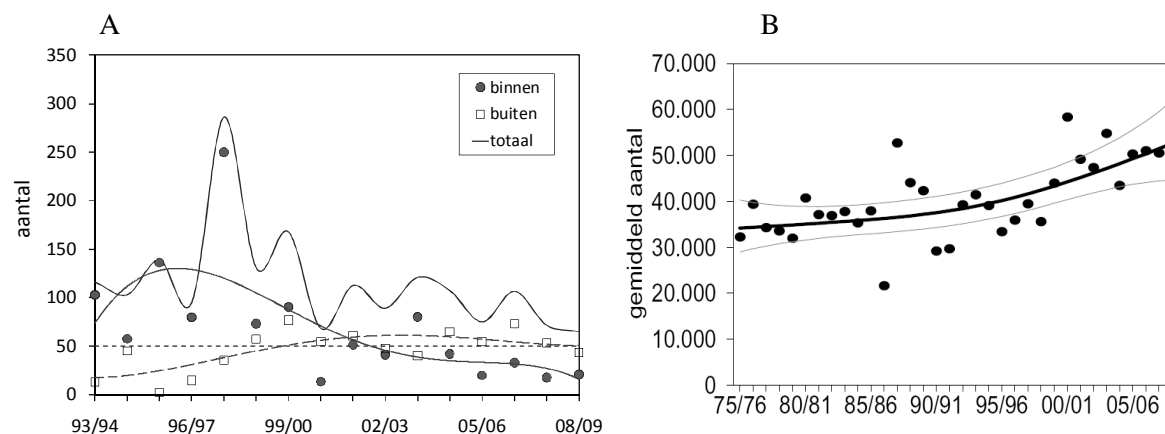 A
aantal
350
300
250
200
150
100
50
0
93/94 96/97 99/00 02/03 05/06 08/09
binnen
buiten
totaal
B
gemiddeld aantal
70.000
60.000
50.000
40.000
30.000
20.000
10.000
0
75/76 80/81 85/86 90/91 95/96 00/01 05/06